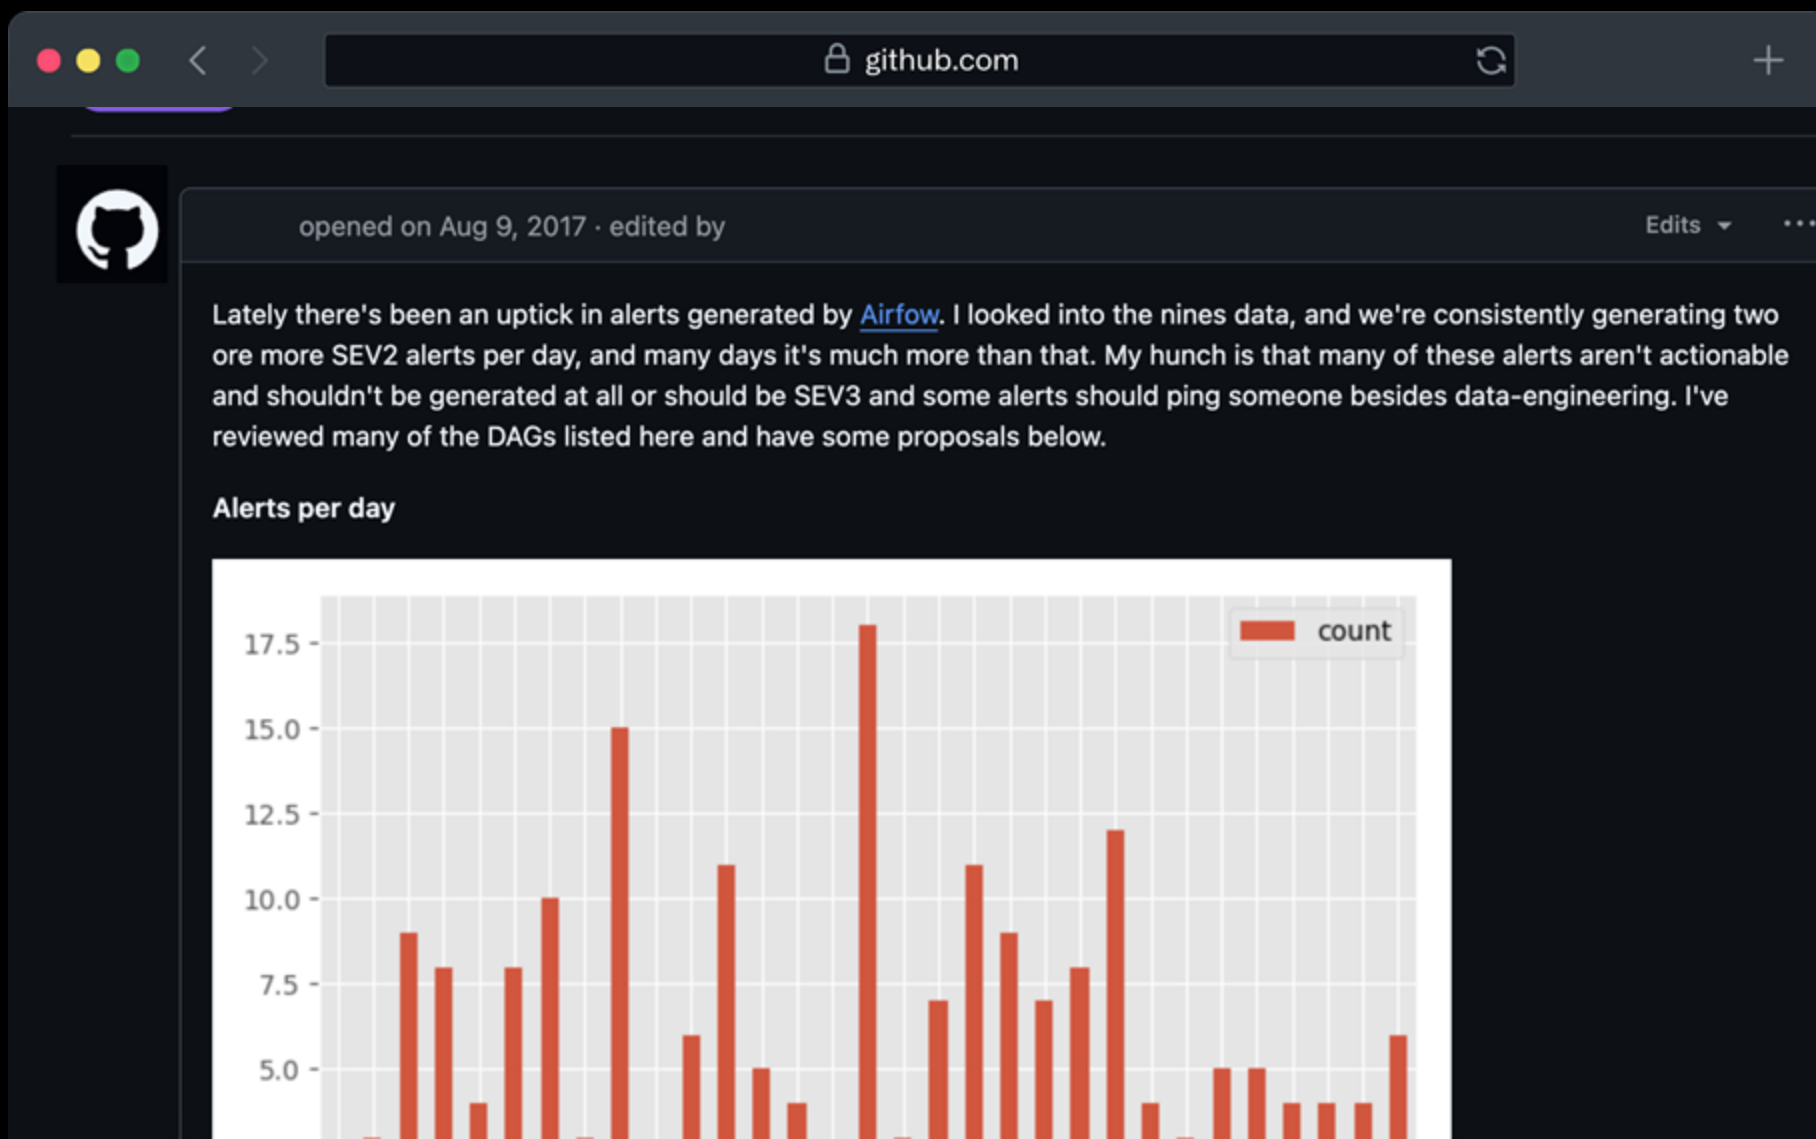 github.com
opened on Aug 9, 2017 · edited by
Edits
Lately there's been an uptick in alerts generated by Airfow. I looked into the nines data, and we're consistently generating two
ore more SEV2 alerts per day, and many days it's much more than that. My hunch is that many of these alerts aren't actionable
and shouldn't be generated at all or should be SEV3 and some alerts should ping someone besides data-engineering. I've
reviewed many of the DAGs listed here and have some proposals below.
Alerts per day
count
17.5
15.0
12.5
10.0
7.5
5.0